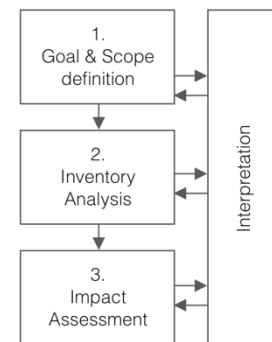 1.
Goal & Scope
definition
2.
Inventory
Analysis
3.
Impact
Assessment
Interpretation